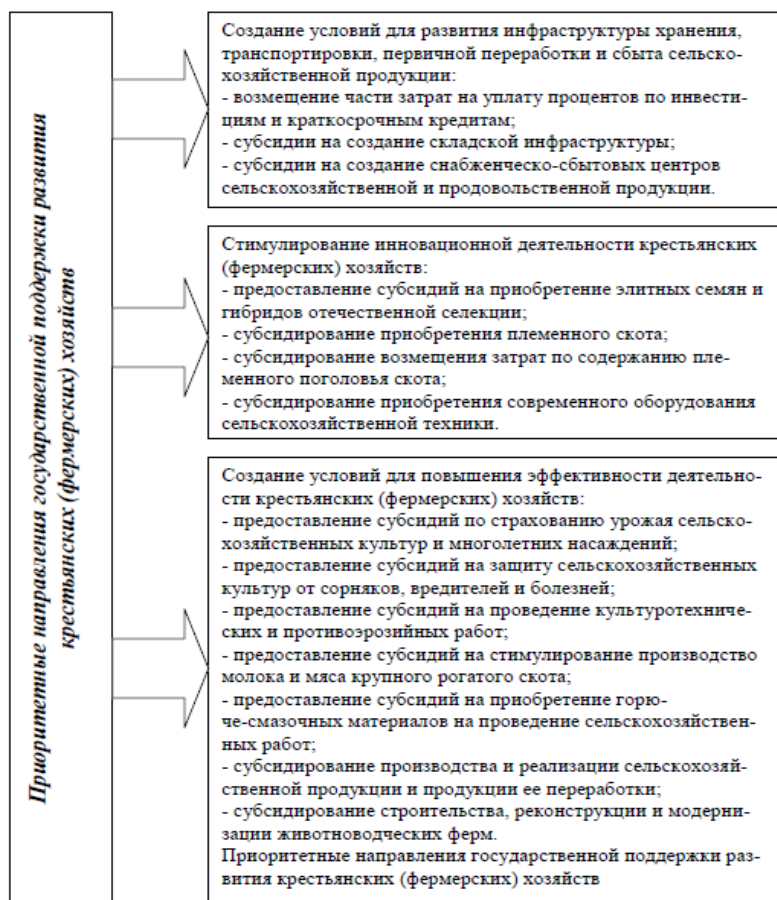 Приоритетные направления государственной поддержки развития
крестьянских (фермерских) хозяйств
Создание условий для развития инфраструктуры хранения,
транспортировки, первичной переработки и сбыта сельско-
хозяйственной продукции:
- возмещение части затрат на уплату процентов по инвести-
циям и краткосрочным кредитам;
- субсидии на создание складской инфраструктуры;
- субсидии на создание снабженческо-сбытовых центров
сельскохозяйственной и продовольственной продукции.
Стимулирование инновационной деятельности крестьянских
(фермерских) хозяйств:
- предоставление субсидий на приобретение элитных семян и
гибридов отечественной селекции;
- субсидирование приобретения племенного скота;
- субсидирование возмещения затрат по содержанию пле-
менного поголовья скота;
- субсидирование приобретения современного оборудования
сельскохозяйственной техники.
Создание условий для повышения эффективности деятельно-
сти крестьянских (фермерских) хозяйств:
- предоставление субсидий по страхованию урожая сельско-
хозяйственных культур и многолетних насаждений;
- предоставление субсидий на защиту сельскохозяйственных
культур от сорняков, вредителей и болезней;
- предоставление субсидий на проведение культуротехниче-
ских и противоэрозийных работ;
- предоставление субсидий на стимулирование производство
молока и мяса крупного рогатого скота;
- предоставление субсидий на приобретение горю-
че-смазочных материалов на проведение сельскохозяйствен-
ных работ;
- субсидирование производства и реализации сельскохозяй-
ственной продукции и продукции ее переработки;
- субсидирование строительства, реконструкции и модерни-
зации животноводческих ферм.
Приоритетные направления государственной поддержки раз-
вития крестьянских (фермерских) хозяйств